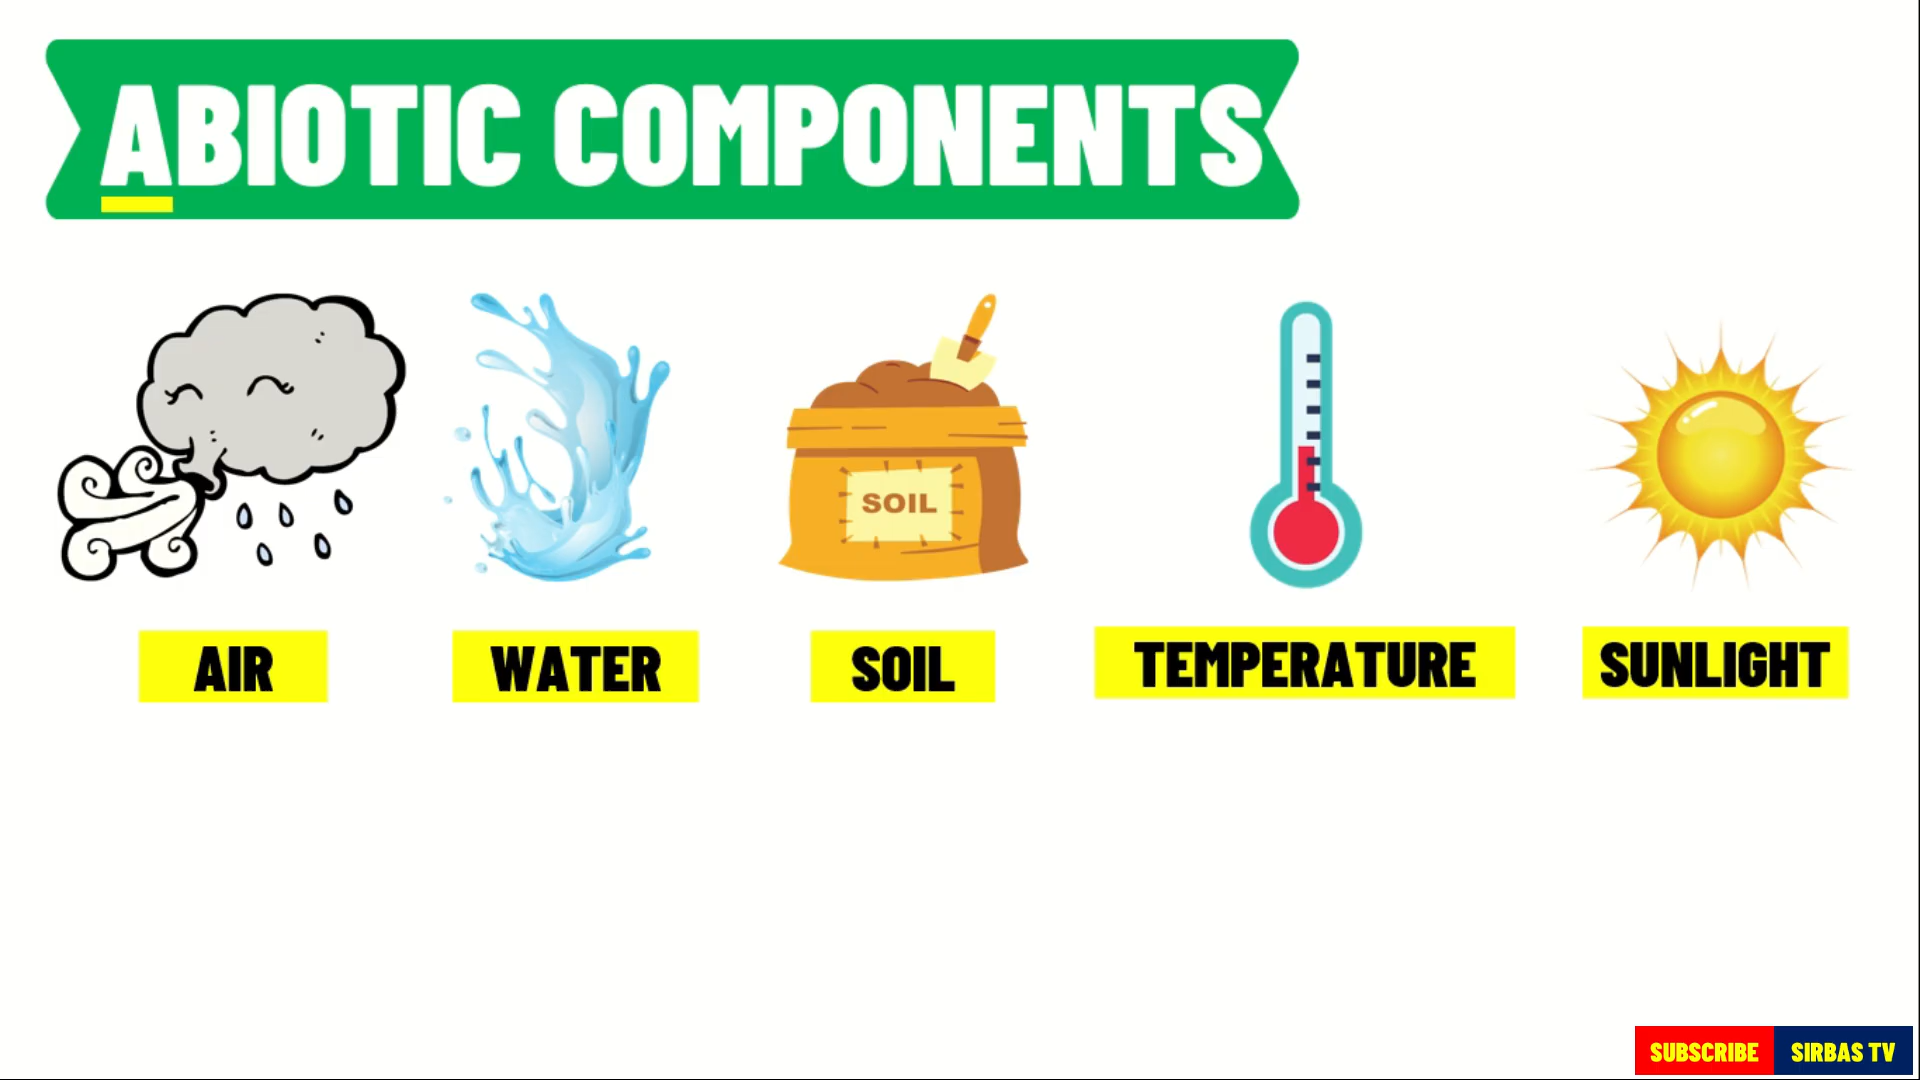 ABIOTIC COMPONENTS
SOIL
AIR
WATER
SOIL
TEMPERATURE
SUNLIGHT
SUBSCRIBE SIRBAS TV